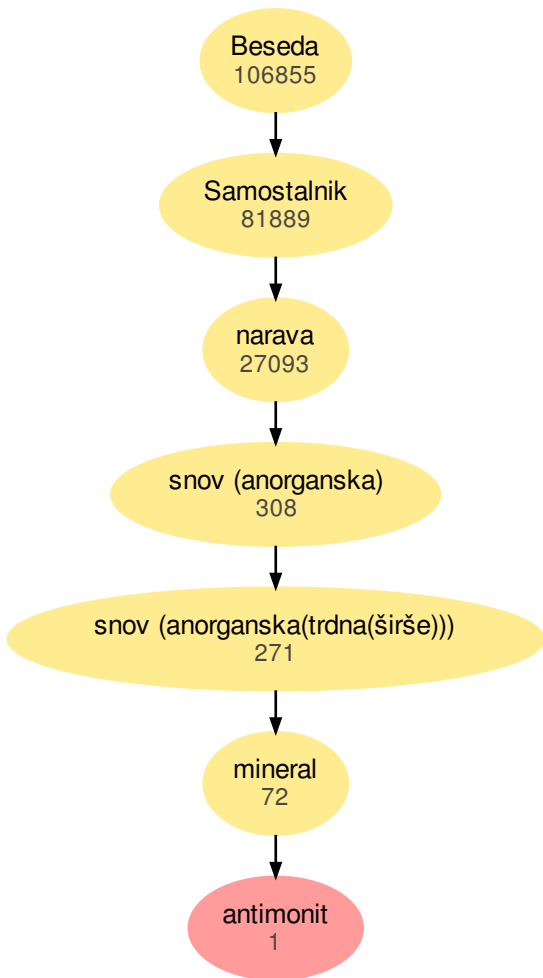 Beseda
106855
Samostalnik
81889
narava
27093
snov (anorganska)
308
snov (anorganska(trdna(širše)))
271
mineral
72
antimonit
1